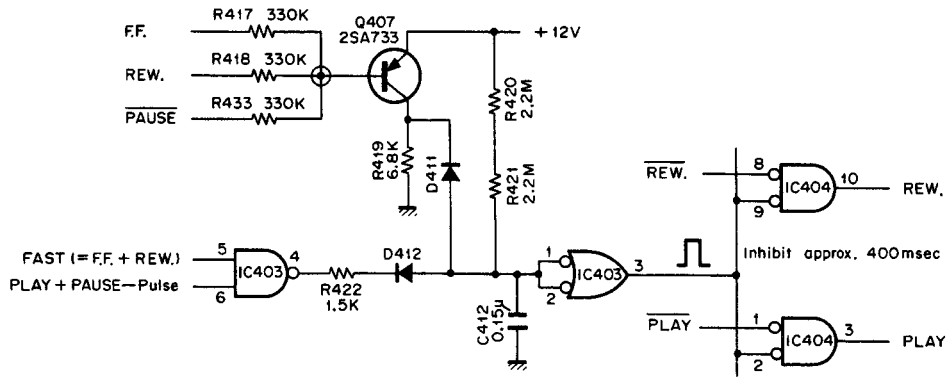 R417 330K
F.F.
R418 330K
REW.
R433 330K
PAUSE
Q407
2SA733
+12V
R420
2.2M
R419
6.8K
D411
R421
2.2M
REW.
8
9
IC404
10
REW.
FAST (=F.F.+REW.)
5
PLAY+PAUSE-Pulse
6
IC403
4
R422
1.5K
D412
C412
0.15μ
1
2
IC403
3
Inhibit approx. 400msec
PLAY
1
2
IC404
3
PLAY